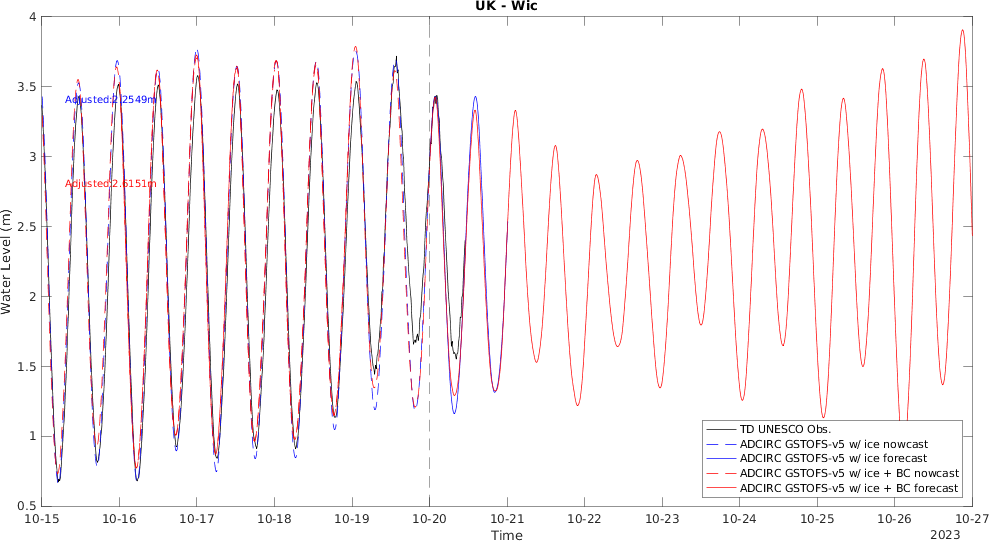 UK - Wic
4
3.5
3
2.5
2
1.5
1
0.5
Water Level (m)
Adjusted:2.2549m
Adjusted:2.6151m
TD UNESCO Obs.
ADCIRC GSTOFS-v5 w/ ice nowcast
ADCIRC GSTOFS-v5 w/ ice forecast
ADCIRC GSTOFS-v5 w/ ice + BC nowcast
ADCIRC GSTOFS-v5 w/ ice + BC forecast
10-15 10-16 10-17 10-18 10-19 10-20 10-21 10-22 10-23 10-24 10-25 10-26 10-27
Time
2023